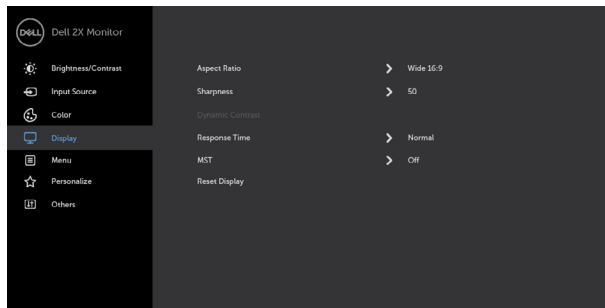 DELL Dell 2X Monitor
Brightness/Contrast
Input Source
Color
Display
Menu
Personalize
Others
Aspect Ratio Wide 16:9
Sharpness 50
Dynamic Contrast
Response Time Normal
MST Off
Reset Display